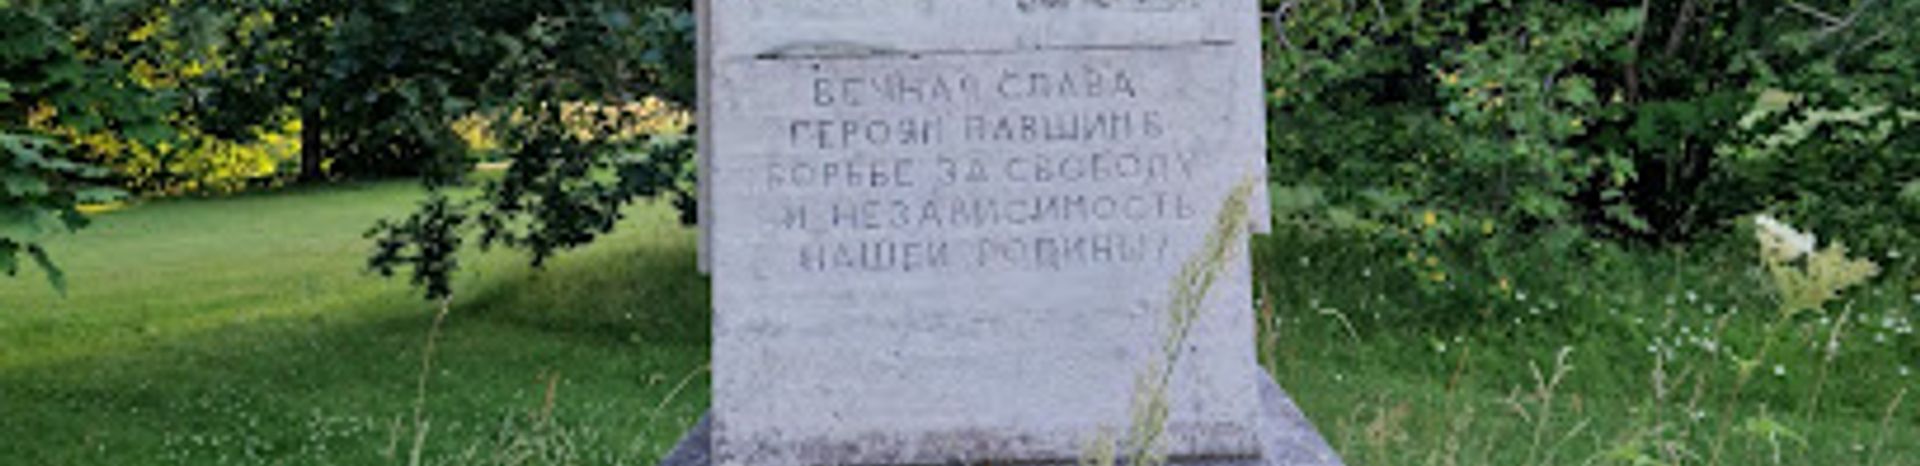 ВЕЧНАЯ СЛАВА
ГЕРОЯМ ПАВШИМ В
БОРЬБЕ ЗА СВОБОДУ
И НЕЗАВИСИМОСТЬ
НАШЕЙ РОДИНЫ!